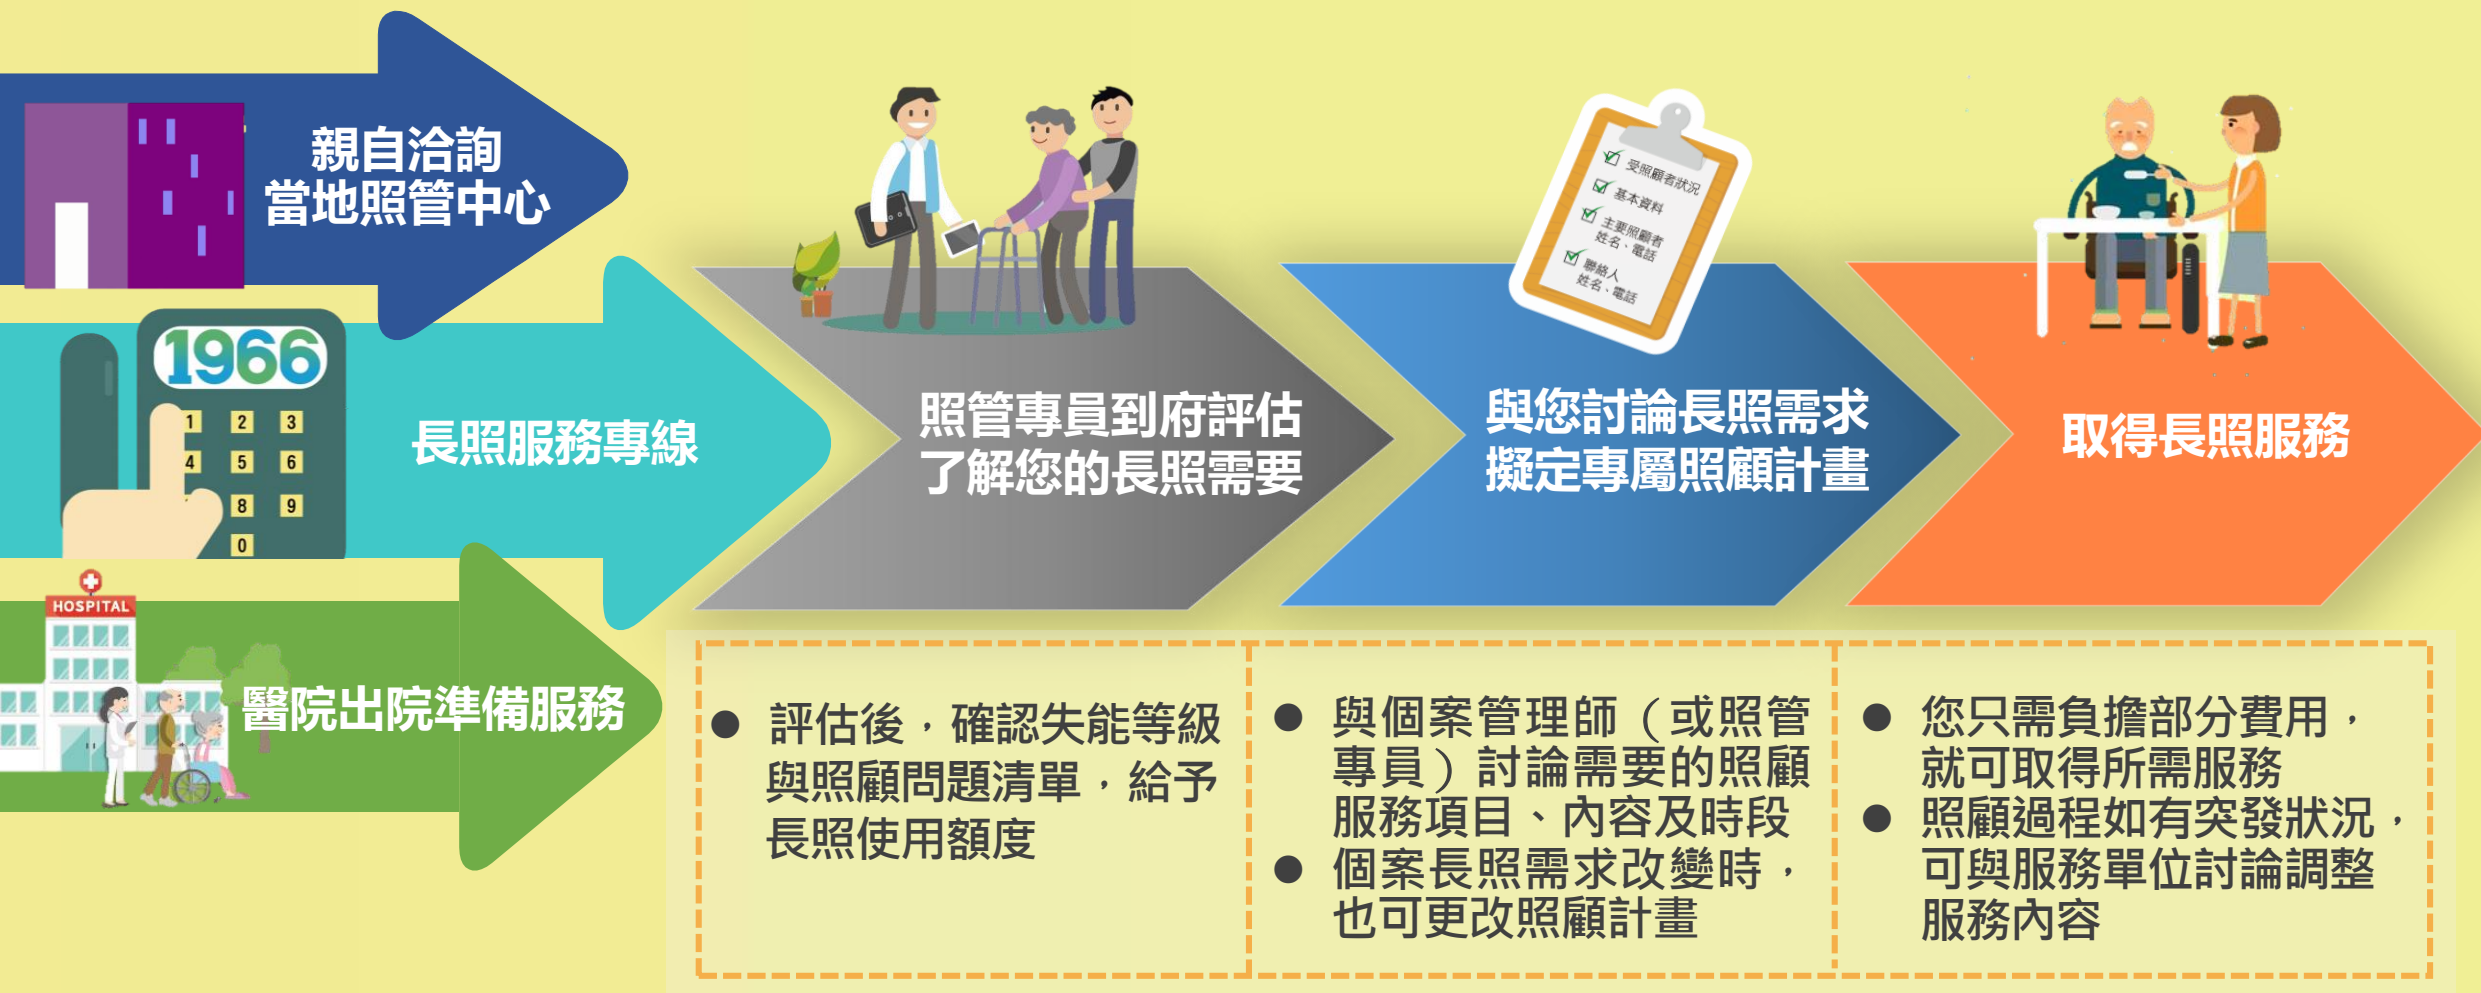 親自洽詢
當地照管中心
1966
1 2 3
4 5 6
8 9
0
長照服務專線
HOSPITAL
醫院出院準備服務
照管專員到府評估
了解您的長照需要
受照顧者狀況
基本資料
主要照顧者
姓名、電話
聯絡人
姓名、電話
與您討論長照需求
擬定專屬照顧計畫
取得長照服務
● 評估後，確認失能等級
與照顧問題清單，給予
長照使用額度
● 與個案管理師（或照管
專員）討論需要的照顧
服務項目、內容及時段
● 個案長照需求改變時，
也可更改照顧計畫
● 您只需負擔部分費用，
就可取得所需服務
● 照顧過程如有突發狀況，
可與服務單位討論調整
服務內容